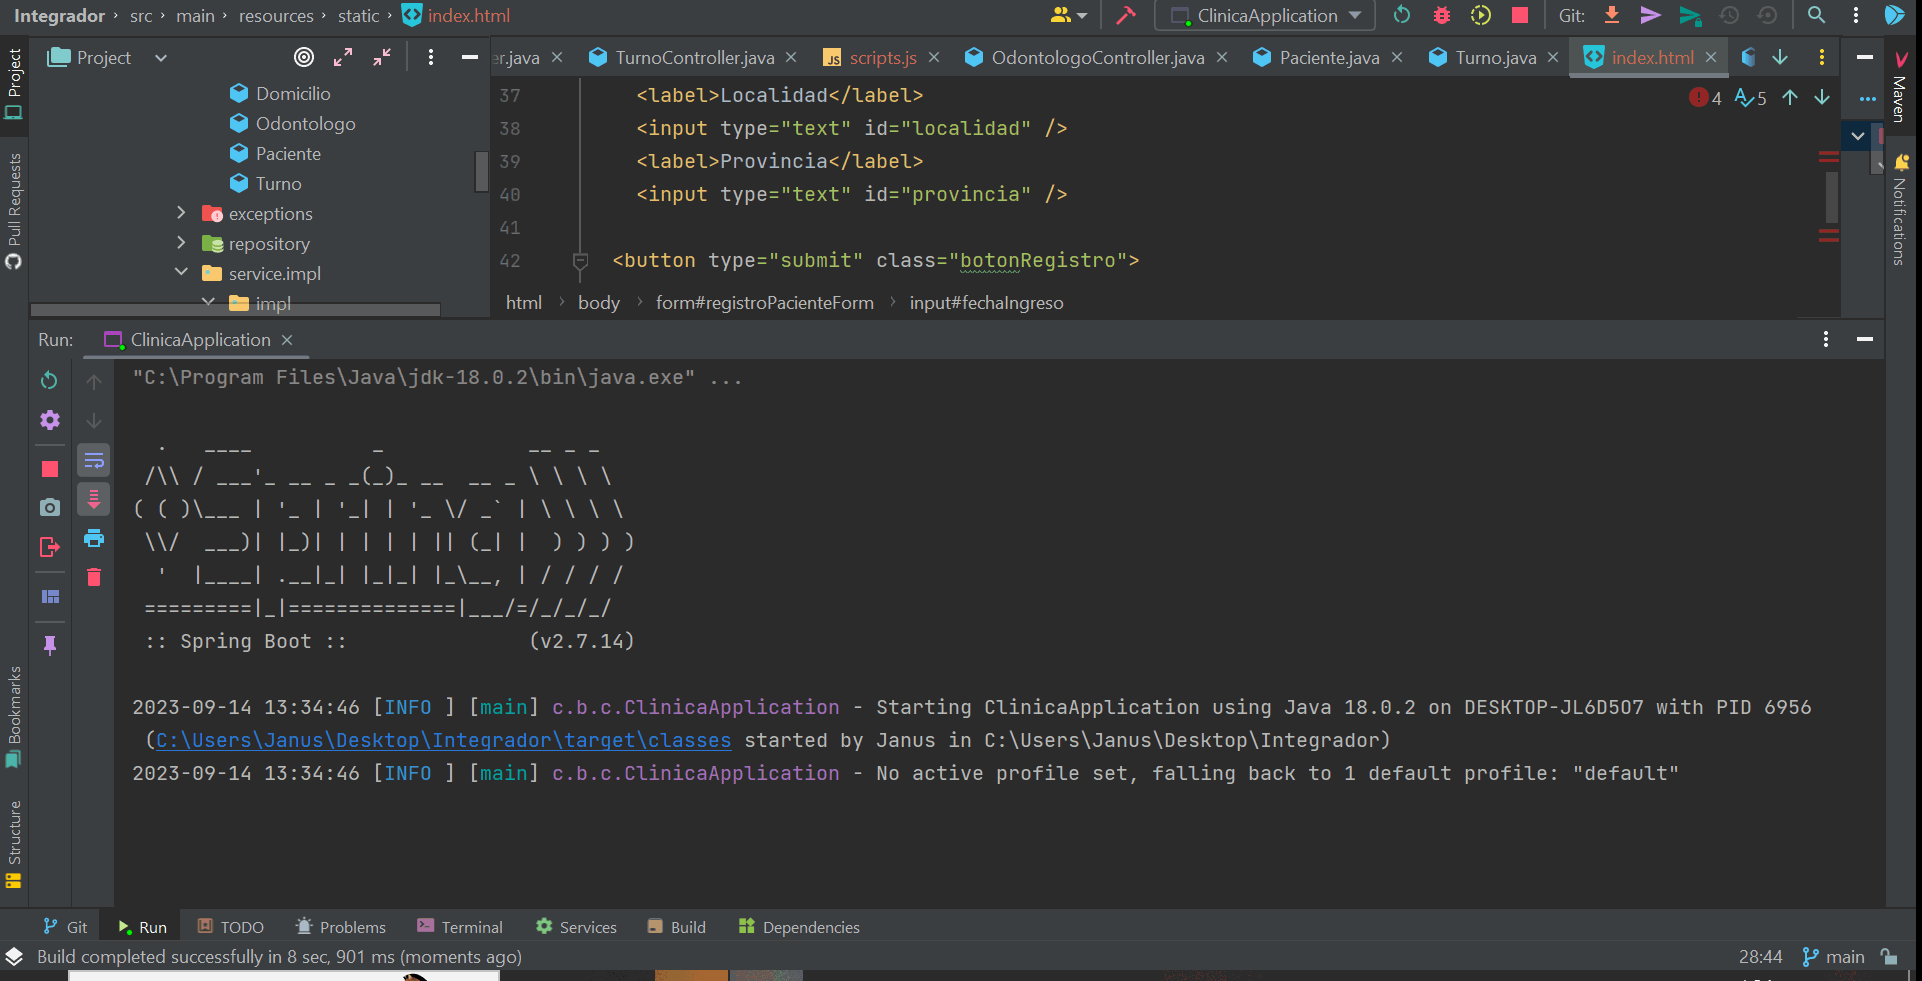 Integrador › src › main › resources › static › index.html
ClinicaApplication
Git:
Project
er.java
TurnoController.java
scripts.js
OdontologoController.java
Paciente.java
Turno.java
index.html
Project
Pull Requests
Bookmarks
Structure
Maven
Notifications
Domicilio
Odontologo
Paciente
Turno
exceptions
repository
service.impl
impl
4
5
37 <label>Localidad</label>
38 <input type="text" id="localidad" />
39 <label>Provincia</label>
40 <input type="text" id="provincia" />
41
42 <button type="submit" class="botonRegistro">
html › body › form#registroPacienteForm › input#fechaIngreso
Run: ClinicaApplication
"C:\Program Files\Java\jdk-18.0.2\bin\java.exe" ...
  .   ____          _            __ _ _
 /\\ / ___'_ __ _ _(_)_ __  __ _ \ \ \ \
( ( )\___ | '_ | '_| | '_ \/ _` | \ \ \ \
 \\/  ___)| |_)| | | | | || (_| |  ) ) ) )
  '  |____| .__|_| |_|_| |_\__, | / / / /
 =========|_|==============|___/=/_/_/_/
 :: Spring Boot ::               (v2.7.14)
2023-09-14 13:34:46 [INFO ] [main] c.b.c.ClinicaApplication - Starting ClinicaApplication using Java 18.0.2 on DESKTOP-JL6D5O7 with PID 6956
(C:\Users\Janus\Desktop\Integrador\target\classes started by Janus in C:\Users\Janus\Desktop\Integrador)
2023-09-14 13:34:46 [INFO ] [main] c.b.c.ClinicaApplication - No active profile set, falling back to 1 default profile: "default"
Git
Run
TODO
Problems
Terminal
Services
Build
Dependencies
Build completed successfully in 8 sec, 901 ms (moments ago)
28:44
main